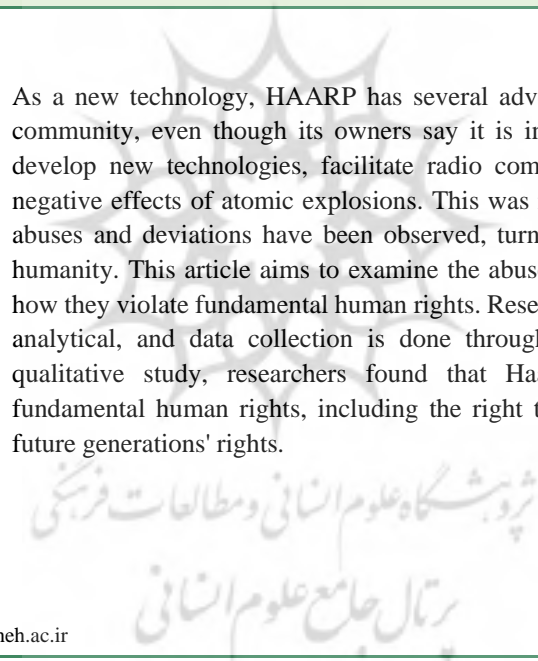 As a new technology, HAARP has several adv
community, even though its owners say it is in
develop new technologies, facilitate radio com
negative effects of atomic explosions. This was
abuses and deviations have been observed, turn
humanity. This article aims to examine the abus
how they violate fundamental human rights. Rese
analytical, and data collection is done through
qualitative study, researchers found that Haa
fundamental human rights, including the right t
future generations' rights.
پژوهشگاه علوم انسانی و مطالعات فرهنگی
پرتال جامع علوم انسانی
neh.ac.ir